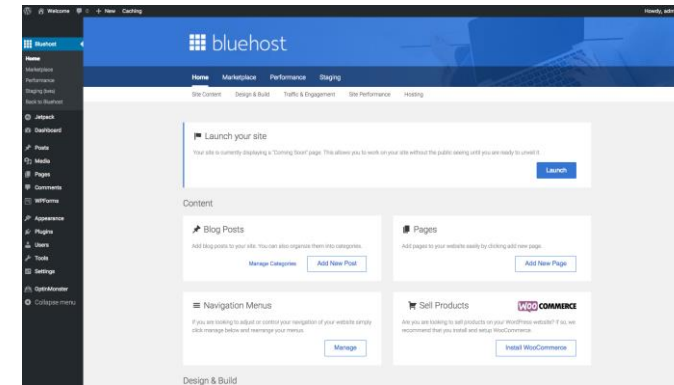 Welcome 0 + New Caching
Howdy, adm
Bluehost
Home
Marketplace
Performance
Staging (beta)
Back to Bluehost
Jetpack
Dashboard
Posts
Media
Pages
Comments
WPForms
Appearance
Plugins
Users
Tools
Settings
OptinMonster
Collapse menu
bluehost
Home Marketplace Performance Staging
Site Content Design & Build Traffic & Engagement Site Performance Hosting
Launch your site
Your site is currently displaying a "Coming Soon" page. This allows you to work on your site without the public seeing until you are ready to unveil it.
Launch
Content
Blog Posts
Add blog posts to your site. You can also organize them into categories.
Manage Categories Add New Post
Pages
Add pages to your website easily by clicking add new page.
Add New Page
Navigation Menus
If you are looking to adjust or control your navigation of your website simply
click manage below and rearrange your menus.
Manage
Sell Products
WOO COMMERCE
Are you are looking to sell products on your WordPress website? If so, we
recommend that you install and setup WooCommerce.
Install WooCommerce
Design & Build